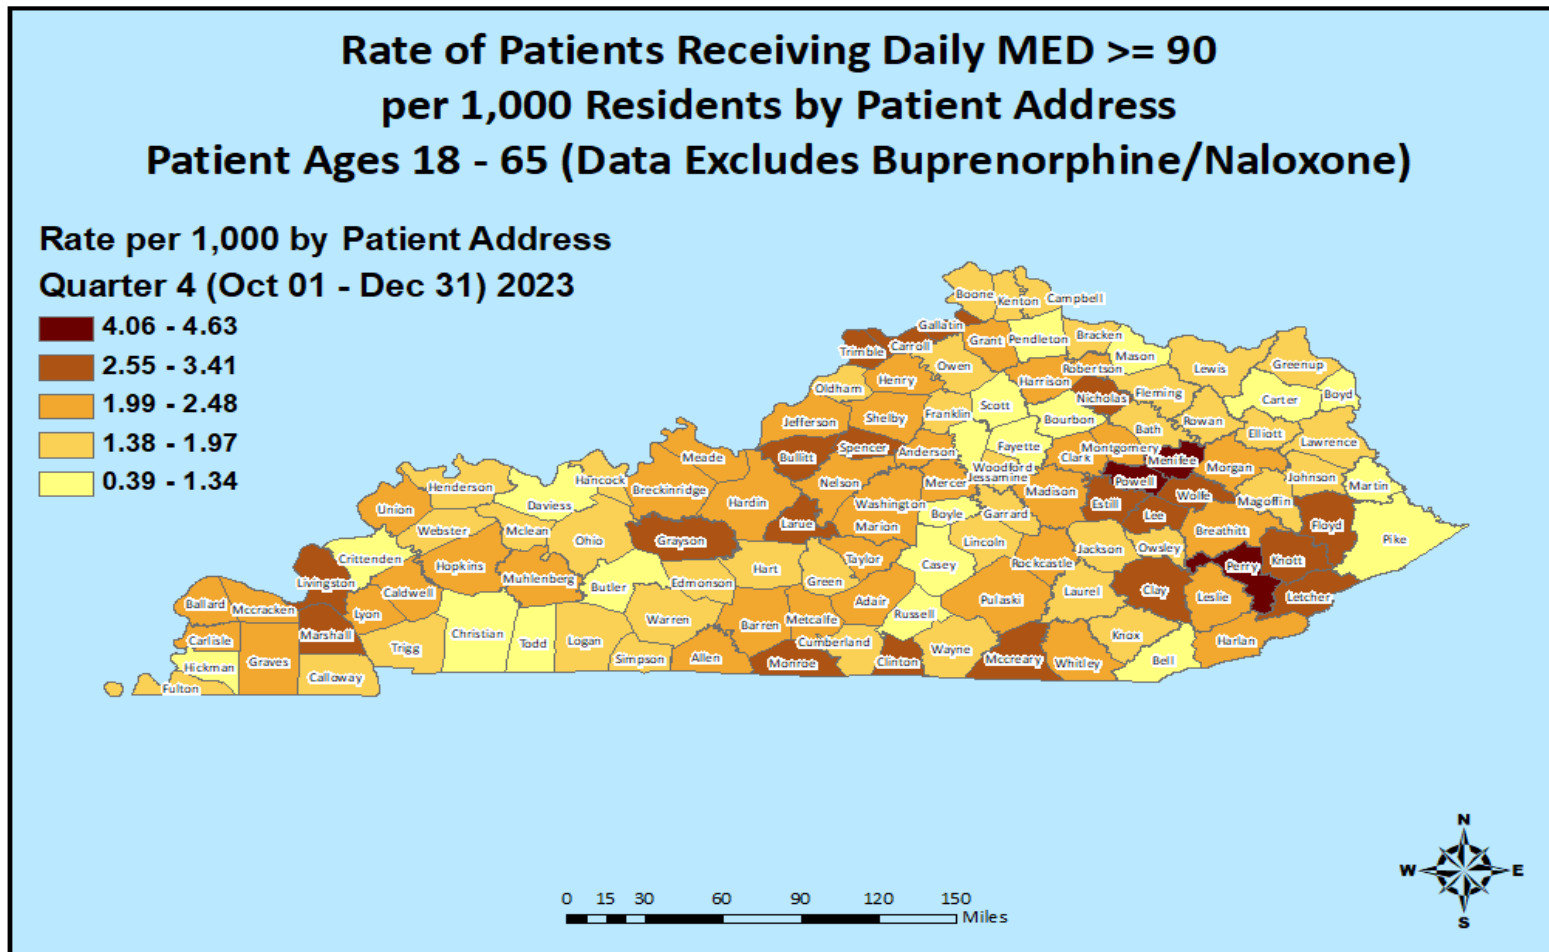 Rate of Patients Receiving Daily MED >= 90
per 1,000 Residents by Patient Address
Patient Ages 18 - 65 (Data Excludes Buprenorphine/Naloxone)
Rate per 1,000 by Patient Address
Quarter 4 (Oct 01 - Dec 31) 2023
4.06 - 4.63
2.55 - 3.41
1.99 - 2.48
1.38 - 1.97
0.39 - 1.34
Boone
Kenton
Campbell
Gallatin
Trimble
Carroll
Grant
Pendleton
Bracken
Mason
Owen
Robertson
Lewis
Greenup
Oldham
Henry
Harrison
Nicholas
Fleming
Carter
Boyd
Jefferson
Shelby
Franklin
Scott
Bourbon
Rowan
Bath
Elliott
Lawrence
Bullitt
Spencer
Anderson
Fayette
Woodford
Clark
Montgomery
Menifee
Morgan
Johnson
Martin
Meade
Breckinridge
Hancock
Henderson
Daviess
Union
Hardin
Nelson
Mercer
Jessamine
Madison
Powell
Estill
Wolfe
Magoffin
Washington
Boyle
Garrard
Lee
Floyd
Pike
Webster
Mclean
Ohio
Grayson
Larue
Marion
Lincoln
Jackson
Owsley
Breathitt
Crittenden
Hopkins
Muhlenberg
Butler
Edmonson
Hart
Green
Taylor
Casey
Rockcastle
Perry
Knott
Livingston
Caldwell
Ballard
Mccracken
Lyon
Adair
Russell
Pulaski
Laurel
Clay
Leslie
Letcher
Carlisle
Marshall
Trigg
Christian
Todd
Logan
Warren
Barren
Metcalfe
Cumberland
Wayne
Knox
Harlan
Hickman
Graves
Simpson
Allen
Monroe
Clinton
Mccreary
Whitley
Bell
Fulton
Calloway
N
W
E
S
0 15 30 60 90 120 150
Miles